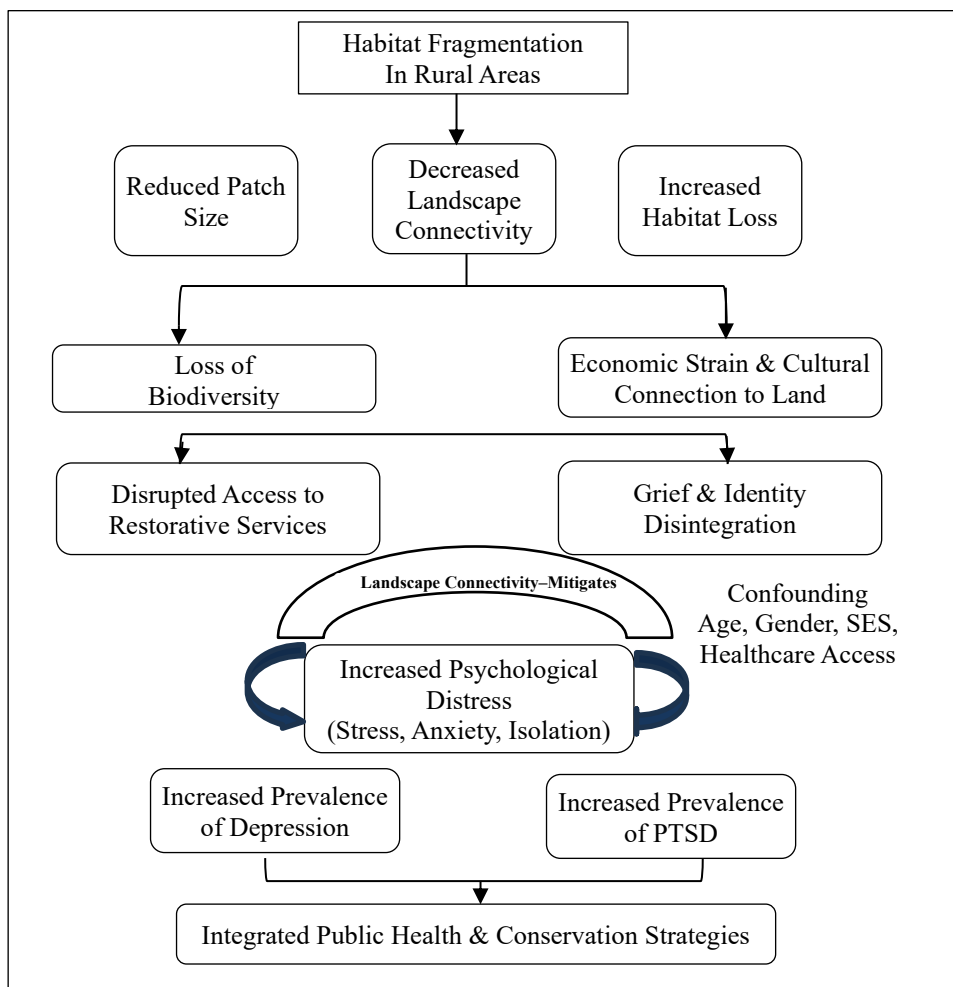 Habitat Fragmentation
In Rural Areas
Reduced Patch
Size
Decreased
Landscape
Connectivity
Increased
Habitat Loss
Loss of
Biodiversity
Economic Strain & Cultural
Connection to Land
Disrupted Access to
Restorative Services
Grief & Identity
Disintegration
Landscape Connectivity–Mitigates
Confounding
Age, Gender, SES,
Healthcare Access
Increased Psychological
Distress
(Stress, Anxiety, Isolation)
Increased Prevalence
of Depression
Increased Prevalence
of PTSD
Integrated Public Health & Conservation Strategies